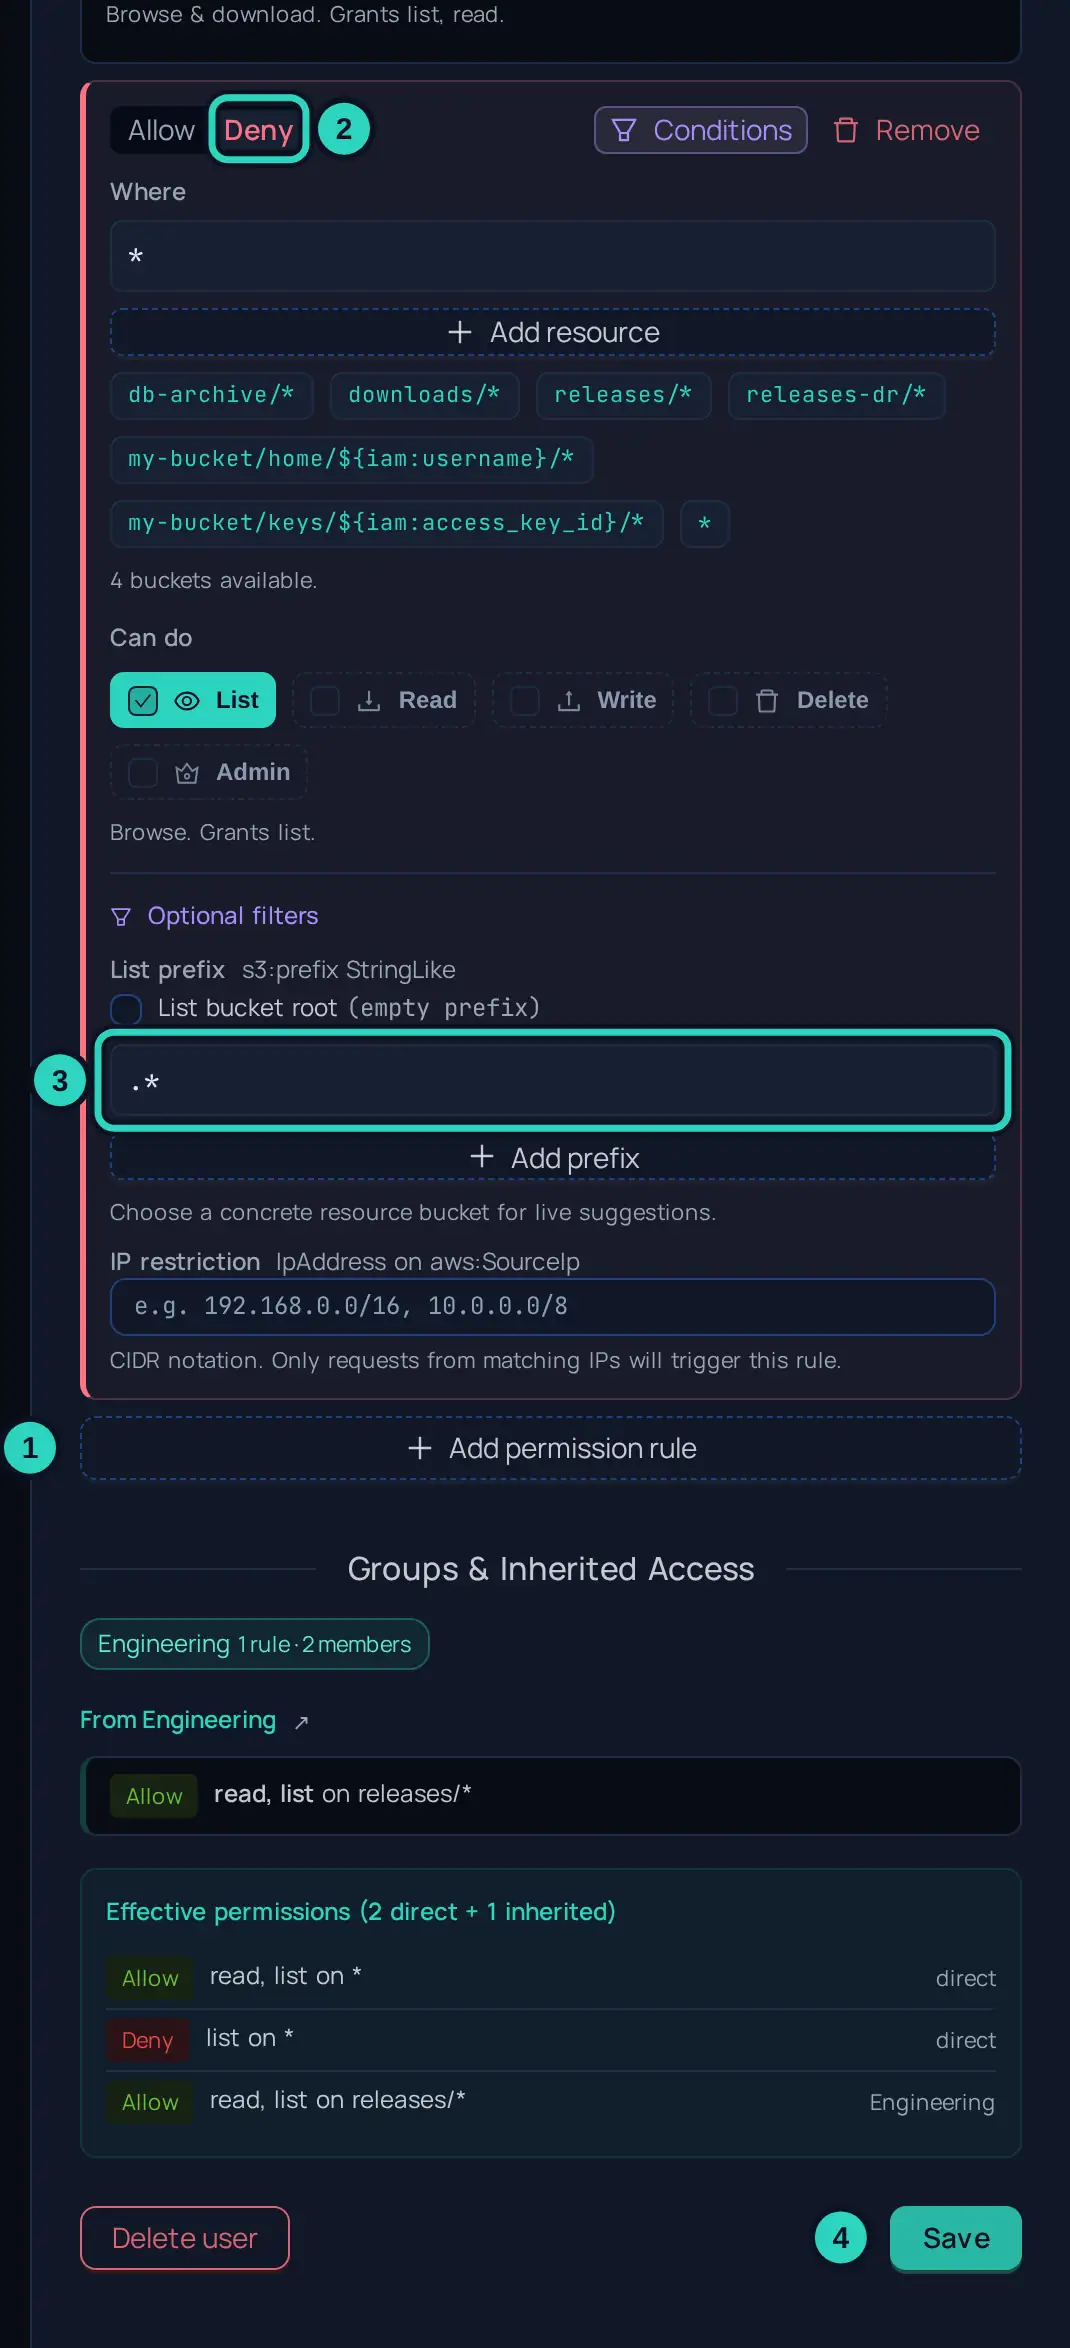 Browse & download. Grants list, read.
Allow Deny 2 Conditions Remove
Where
*
+ Add resource
db-archive/* downloads/* releases/* releases-dr/*
my-bucket/home/${iam:username}/*
my-bucket/keys/${iam:access_key_id}/* *
4 buckets available.
Can do
List Read Write Delete
Admin
Browse. Grants list.
Optional filters
List prefix s3:prefix StringLike
List bucket root (empty prefix)
3 .*
+ Add prefix
Choose a concrete resource bucket for live suggestions.
IP restriction IpAddress on aws:SourceIp
e.g. 192.168.0.0/16, 10.0.0.0/8
CIDR notation. Only requests from matching IPs will trigger this rule.
1 + Add permission rule
Groups & Inherited Access
Engineering 1 rule · 2 members
From Engineering ↗
Allow read, list on releases/*
Effective permissions (2 direct + 1 inherited)
Allow read, list on * direct
Deny list on * direct
Allow read, list on releases/* Engineering
Delete user 4 Save